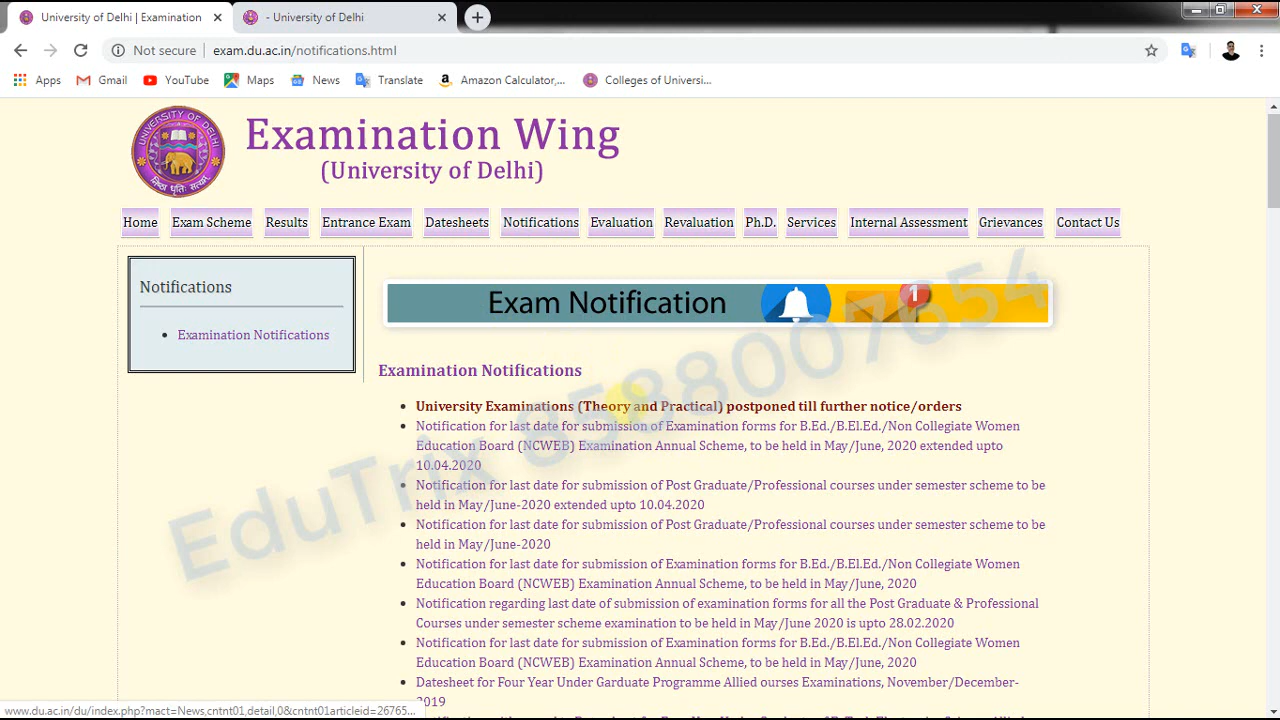 University of Delhi | Examination
- University of Delhi
Not secure
exam.du.ac.in/notifications.html
Apps
Gmail
YouTube
Maps
News
Translate
Amazon Calculator,...
Colleges of Universi...
UNIVERSITY OF DELHI
निष्ठा धृतिः सत्यम्
Examination Wing
(University of Delhi)
Home
Exam Scheme
Results
Entrance Exam
Datesheets
Notifications
Evaluation
Revaluation
Ph.D.
Services
Internal Assessment
Grievances
Contact Us
Notifications
Examination Notifications
Exam Notification
1
Examination Notifications
University Examinations (Theory and Practical) postponed till further notice/orders
Notification for last date for submission of Examination forms for B.Ed./B.El.Ed./Non Collegiate Women
Education Board (NCWEB) Examination Annual Scheme, to be held in May/June, 2020 extended upto
10.04.2020
Notification for last date for submission of Post Graduate/Professional courses under semester scheme to be
held in May/June-2020 extended upto 10.04.2020
Notification for last date for submission of Post Graduate/Professional courses under semester scheme to be
held in May/June-2020
Notification for last date for submission of Examination forms for B.Ed./B.El.Ed./Non Collegiate Women
Education Board (NCWEB) Examination Annual Scheme, to be held in May/June, 2020
Notification regarding last date of submission of examination forms for all the Post Graduate & Professional
Courses under semester scheme examination to be held in May/June 2020 is upto 28.02.2020
Notification for last date for submission of Examination forms for B.Ed./B.El.Ed./Non Collegiate Women
Education Board (NCWEB) Examination Annual Scheme, to be held in May/June, 2020
Datesheet for Four Year Under Garduate Programme Allied ourses Examinations, November/December-
2019
EduTrix 8588007654
www.du.ac.in/du/index.php?mact=News,cntnt01,detail,0&cntnt01articleid=26765...